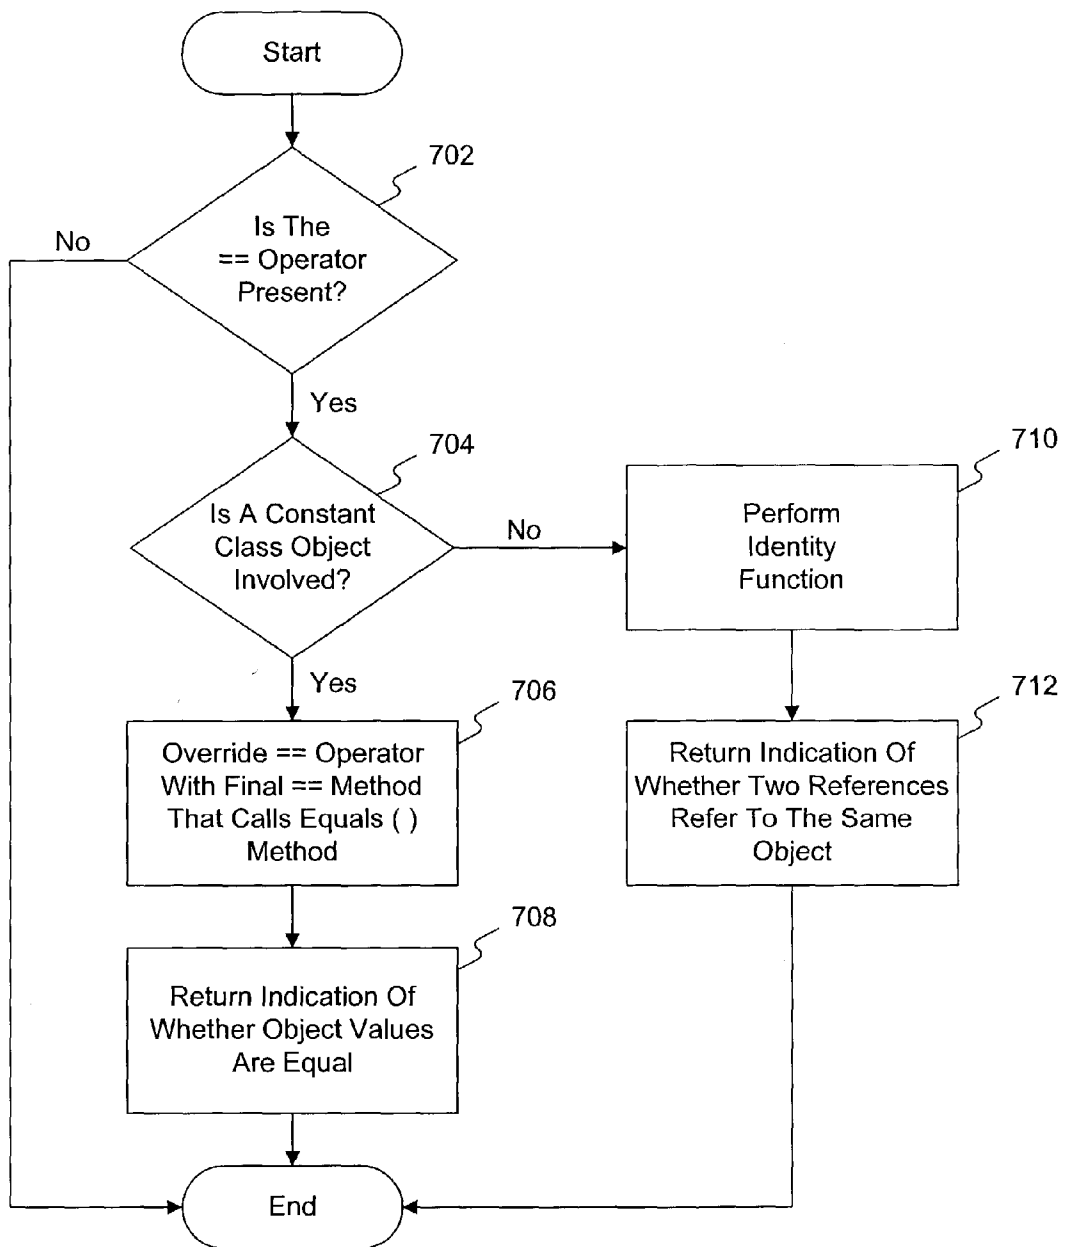 Start
702
Is The
== Operator
Present?
No
Yes
704
Is A Constant
Class Object
Involved?
No
710
Perform
Identity
Function
Yes
706
Override == Operator
With Final == Method
That Calls Equals ( )
Method
712
Return Indication Of
Whether Two References
Refer To The Same
Object
708
Return Indication Of
Whether Object Values
Are Equal
End